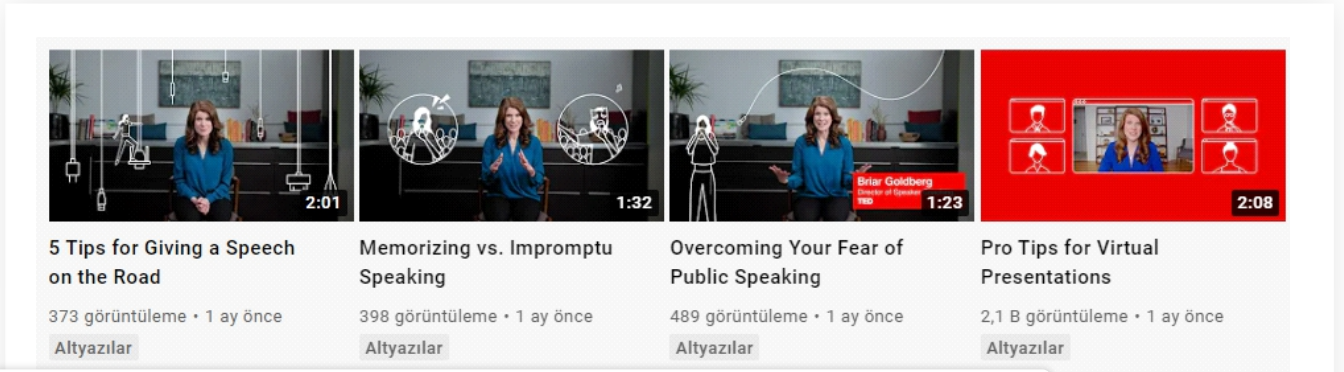 2:01
1:32
Briar Goldberg
Director of Speaker
TED
1:23
2:08
5 Tips for Giving a Speech
on the Road
373 görüntüleme • 1 ay önce
Altyazılar
Memorizing vs. Impromptu
Speaking
398 görüntüleme • 1 ay önce
Altyazılar
Overcoming Your Fear of
Public Speaking
489 görüntüleme • 1 ay önce
Altyazılar
Pro Tips for Virtual
Presentations
2,1 B görüntüleme • 1 ay önce
Altyazılar